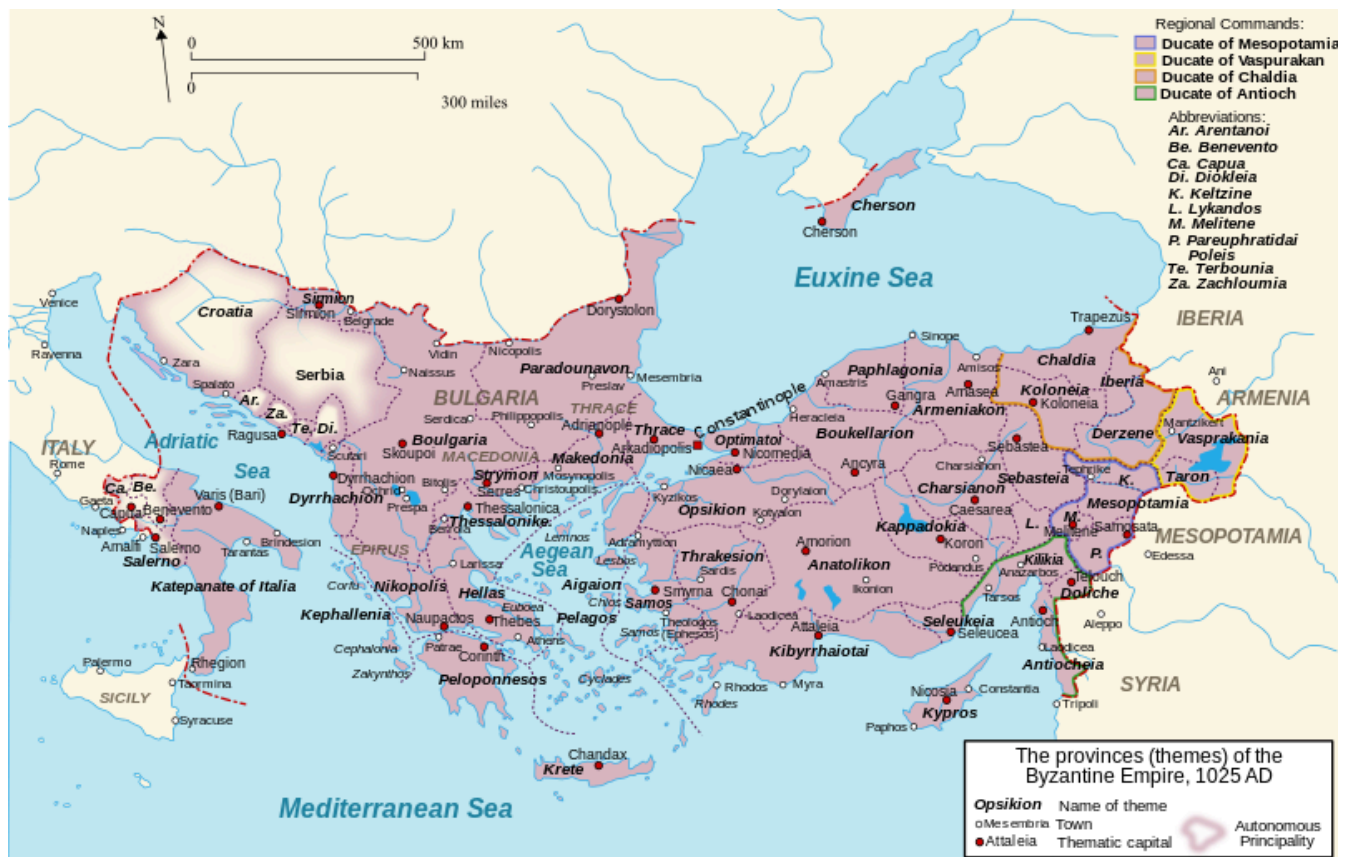 N
0
500 km
0
300 miles
Regional Commands:
Ducate of Mesopotamia
Ducate of Vaspurakan
Ducate of Chaldia
Ducate of Antioch
Abbreviations:
Ar. Arentanoi
Be. Benevento
Ca. Capua
Di. Diokleia
K. Keltzine
L. Lykandos
M. Melitene
P. Pareuphratidai
Poleis
Te. Terbounia
Za. Zachloumia
Cherson
Cherson
Euxine Sea
Venice
Ravenna
Croatia
Sirmion
Sirmion
Belgrade
Dorystolon
Zara
Spalato
Serbia
Vidin
Nicopolis
Naissus
Paradounavon
Preslav
Mesembria
BULGARIA
THRACE
Ar.
Za.
Te.
Di.
Ragusa
Scutari
Serdica
Philippopolis
Adrianople
Thrace
Arkadiopolis
Constantinople
Boulgaria
Skoupoi
MACEDONIA
Makedonia
Mosynopolis
Strymon
Serres
Christoupolis
ITALY
Rome
Adriatic
Sea
Ca.
Be.
Gaeta
Capua
Benevento
Naples
Amalfi
Salerno
Salerno
Varis (Bari)
Tarantas
Brindesion
Katepanate of Italia
Dyrrhachion
Dyrrhachion
Ohrid
Prespa
Bitolis
Thessalonica
Thessalonike
Berroia
EPIRUS
Larissa
Corfu
Nikopolis
Hellas
Kephallenia
Naupactos
Euboea
Thebes
Athens
Patrae
Corinth
Cephalonia
Zakynthos
Peloponnesos
Aegean
Sea
Lemnos
Lesbos
Aigaion
Pelagos
Chios
Samos
Samos
Cyclades
Chandax
Krete
Palermo
Rhegion
Taormina
SICILY
Syracuse
Mediterranean Sea
Sinope
Amastris
Heracleia
Paphlagonia
Gangra
Amisos
Amasea
Armeniakon
Optimatoi
Nicomedia
Nicaea
Boukellarion
Ancyra
Kyzikos
Opsikion
Dorylaion
Kotyaion
Adramyttion
Thrakesion
Sardis
Smyrna
Chonai
Theologos
(Ephesos)
Laodicea
Amorion
Anatolikon
Ikonion
Attaleia
Kibyrrhaiotai
Rhodos
Myra
Rhodes
Charsianon
Charsianon
Caesarea
Kappadokia
Koron
Podandus
Seleukeia
Seleucea
Nicosia
Constantia
Kypros
Paphos
Trapezus
Chaldia
Koloneia
Koloneia
Iberia
Sebastea
Sebasteia
Derzene
Tephrike
K.
L.
M.
Melitene
Mesopotamia
Samosata
P.
Kilikia
Anazarbos
Tarsos
Telouch
Doliche
Antioch
Laodicea
Antiocheia
Tripoli
Aleppo
Edessa
IBERIA
Ani
ARMENIA
Mantzikert
Vasprakania
Taron
MESOPOTAMIA
SYRIA
The provinces (themes) of the
Byzantine Empire, 1025 AD
Opsikion Name of theme
Mesembria Town
Attaleia Thematic capital
Autonomous
Principality